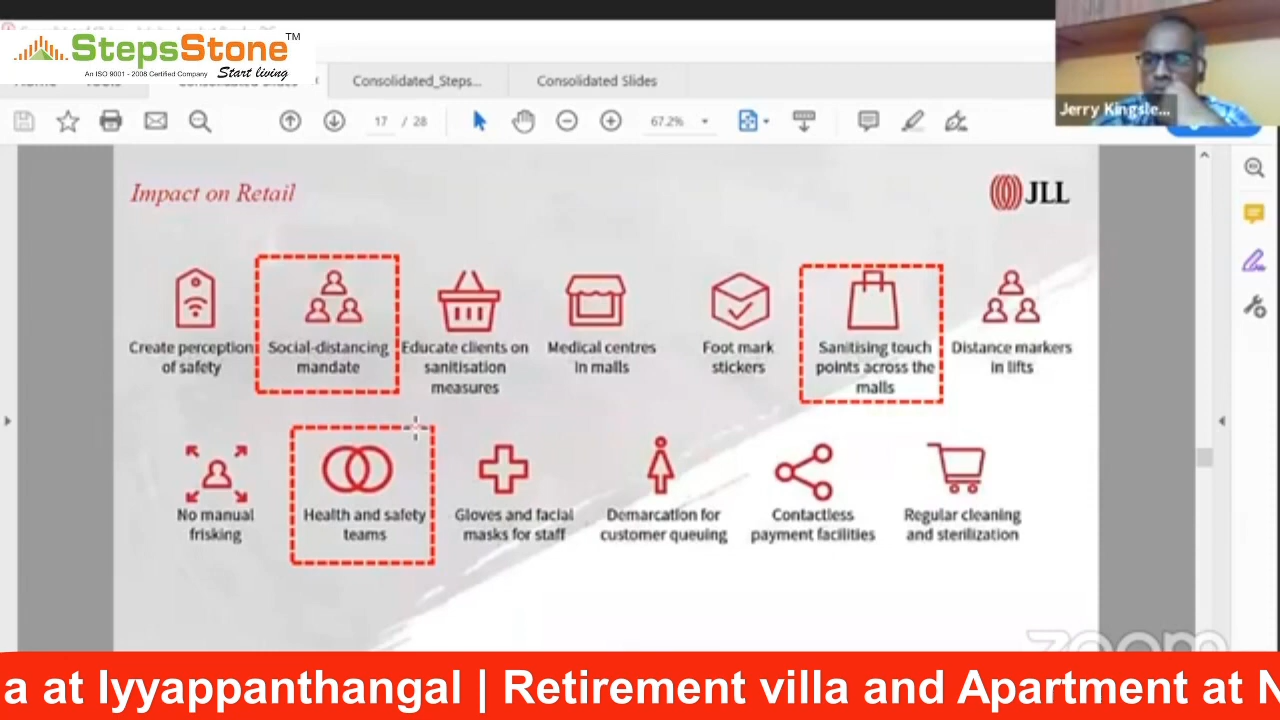 StepsStone TM
An ISO 9001 - 2008 Certified Company Start living
Consolidated_Steps...
Consolidated Slides
17 / 28
67.2%
Jerry Kingsle...
Impact on Retail
JLL
Create perception of safety
Social-distancing mandate
Educate clients on sanitisation measures
Medical centres in malls
Foot mark stickers
Sanitising touch points across the malls
Distance markers in lifts
No manual frisking
Health and safety teams
Gloves and facial masks for staff
Demarcation for customer queuing
Contactless payment facilities
Regular cleaning and sterilization
zoom
a at Iyyappanthangal | Retirement villa and Apartment at N